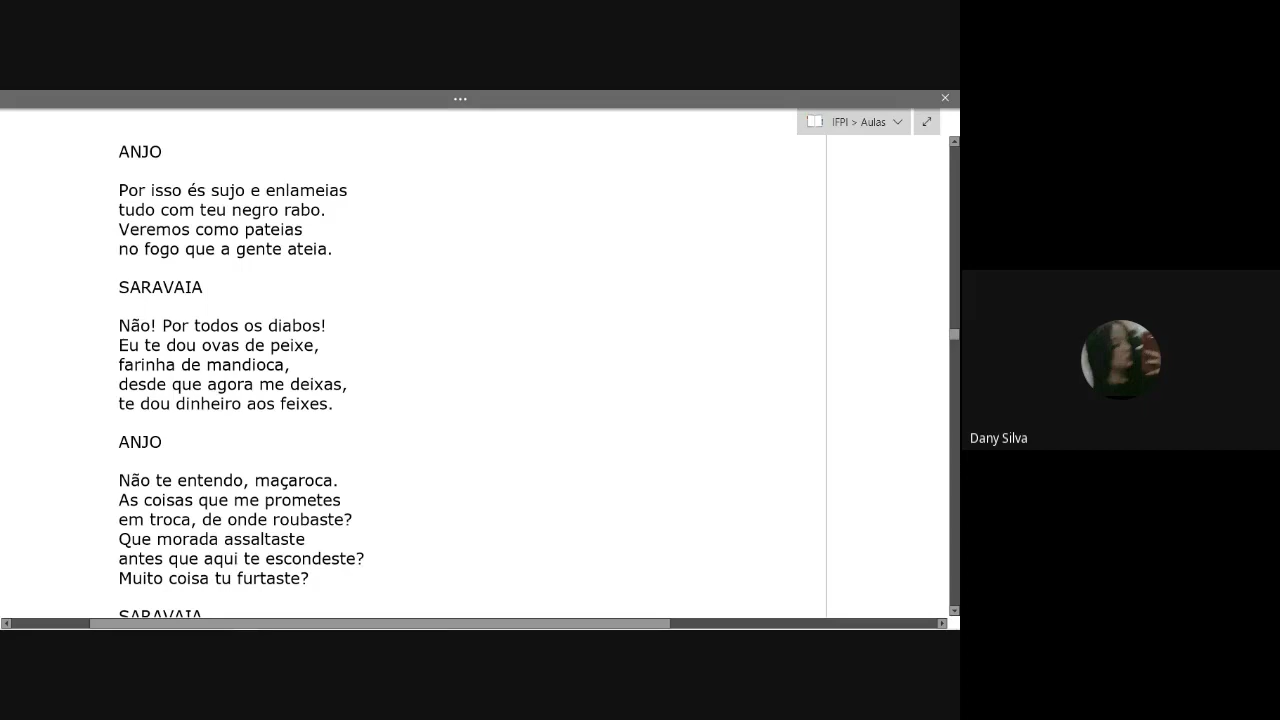 ...
IFPI > Aulas
ANJO
Por isso és sujo e enlameias
tudo com teu negro rabo.
Veremos como pateias
no fogo que a gente ateia.
SARAVAIA
Não! Por todos os diabos!
Eu te dou ovas de peixe,
farinha de mandioca,
desde que agora me deixas,
te dou dinheiro aos feixes.
ANJO
Não te entendo, maçaroca.
As coisas que me prometes
em troca, de onde roubaste?
Que morada assaltaste
antes que aqui te escondeste?
Muito coisa tu furtaste?
SARAVAIA
Dany Silva